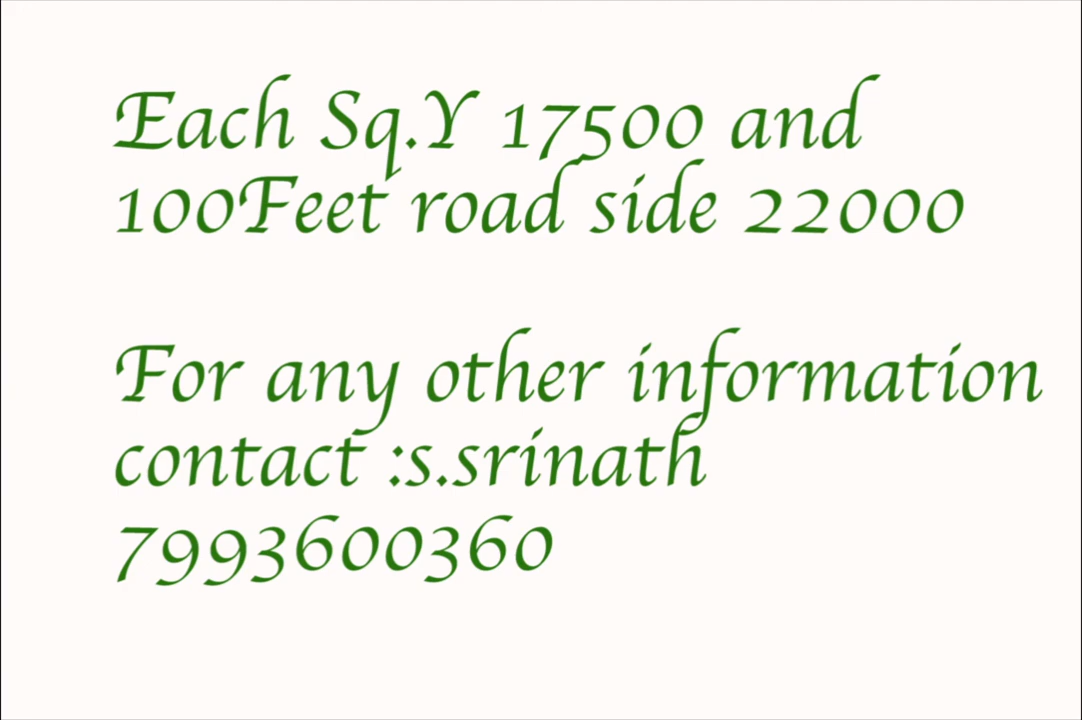 Each Sq.Y 17500 and
100Feet road side 22000
For any other information
contact :s.srinath
7993600360